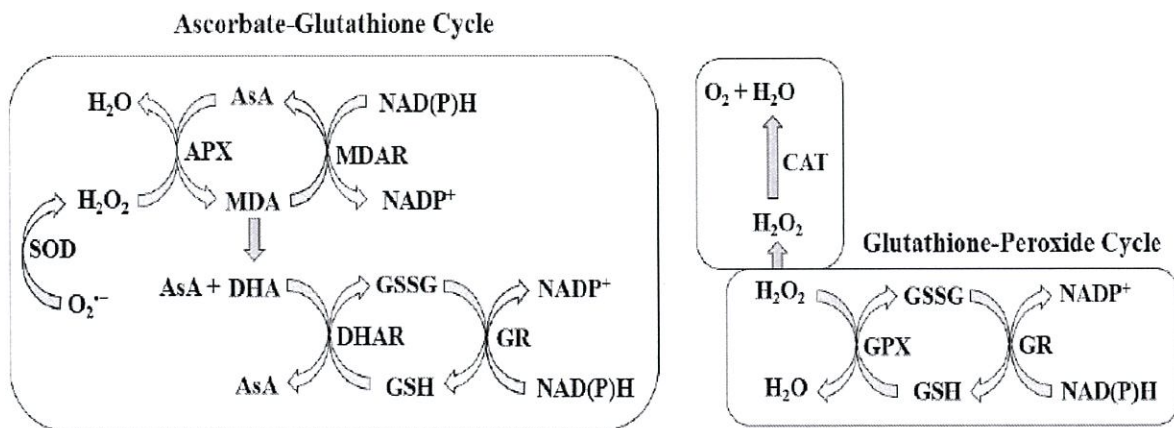 Ascorbate-Glutathione Cycle
H₂O
AsA
NAD(P)H
APX
MDAR
H₂O₂
MDA
NADP⁺
SOD
O₂•−
AsA + DHA
GSSG
NADP⁺
DHAR
GR
AsA
GSH
NAD(P)H
O₂ + H₂O
CAT
H₂O₂
Glutathione-Peroxide Cycle
H₂O₂
GSSG
NADP⁺
GPX
GR
H₂O
GSH
NAD(P)H